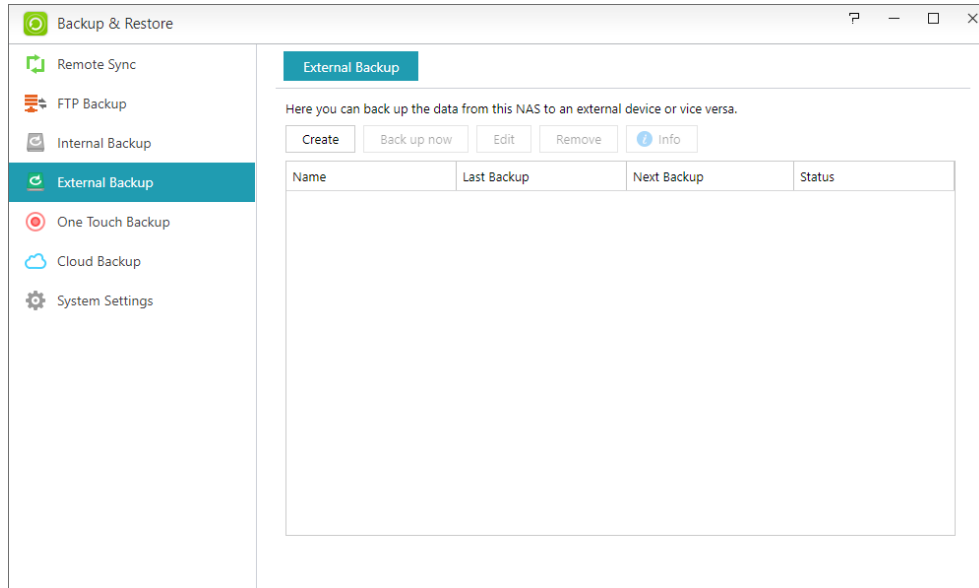 Backup & Restore
Remote Sync
FTP Backup
Internal Backup
External Backup
One Touch Backup
Cloud Backup
System Settings
External Backup
Here you can back up the data from this NAS to an external device or vice versa.
Create Back up now Edit Remove i Info
Name Last Backup Next Backup Status